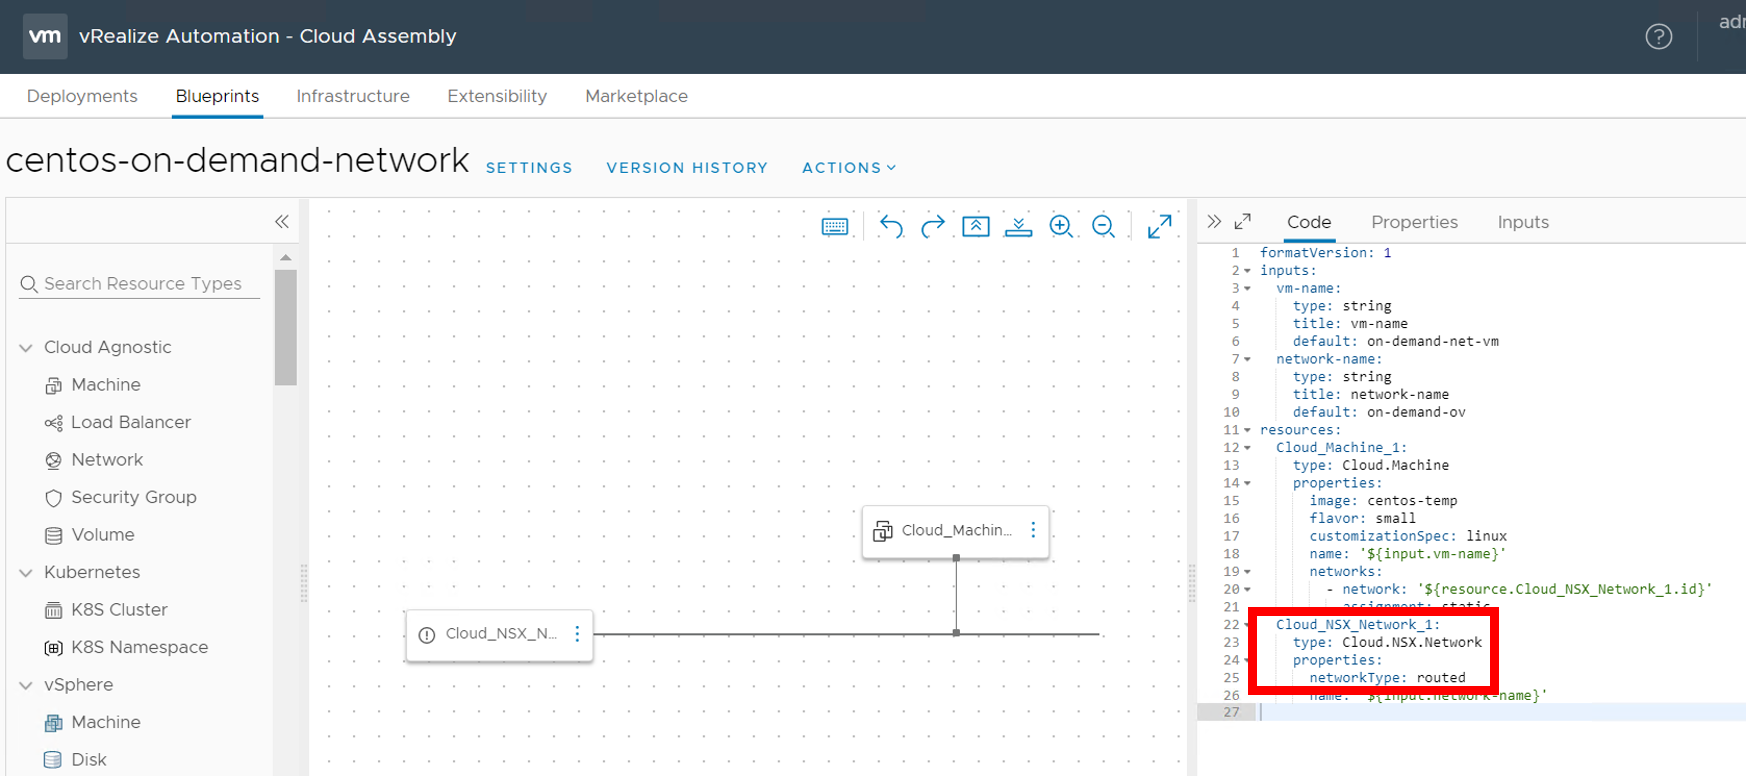 vm vRealize Automation - Cloud Assembly
Deployments Blueprints Infrastructure Extensibility Marketplace
centos-on-demand-network SETTINGS VERSION HISTORY ACTIONS
Search Resource Types
Cloud Agnostic
Machine
Load Balancer
Network
Security Group
Volume
Kubernetes
K8S Cluster
K8S Namespace
vSphere
Machine
Disk
Cloud_Machin...
Cloud_NSX_N...
Code Properties Inputs
1 formatVersion: 1
2 inputs:
3 vm-name:
4 type: string
5 title: vm-name
6 default: on-demand-net-vm
7 network-name:
8 type: string
9 title: network-name
10 default: on-demand-ov
11 resources:
12 Cloud_Machine_1:
13 type: Cloud.Machine
14 properties:
15 image: centos-temp
16 flavor: small
17 customizationSpec: linux
18 name: '${input.vm-name}'
19 networks:
20 - network: '${resource.Cloud_NSX_Network_1.id}'
21 assignment: static
22 Cloud_NSX_Network_1:
23 type: Cloud.NSX.Network
24 properties:
25 networkType: routed
26 name: '${input.network-name}'
27